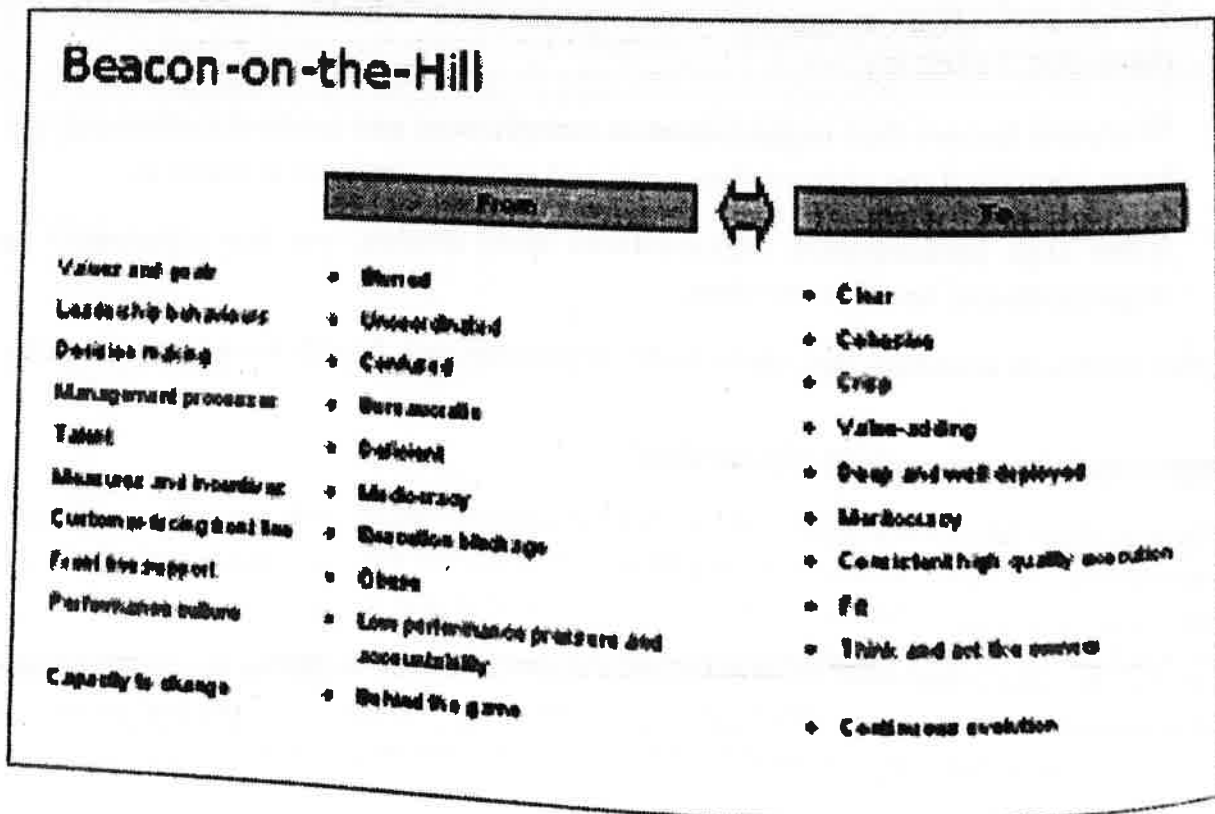 Beacon-on-the-Hill
From To
Values and goals • Blurred • Clear
Leadership behaviours • Uncoordinated • Cohesive
Decision making • Confused • Crisp
Management processes • Bureaucratic • Value-adding
Talent • Deficient • Deep and well deployed
Measures and incentives • Mediocracy • Meritocracy
Customer-facing front line • Execution blockage • Consistent high quality execution
Front line support • Obese • Fit
Performance culture • Low performance pressure and • Think and act like owners
accountability
Capacity to change • Behind the game • Continuous evolution